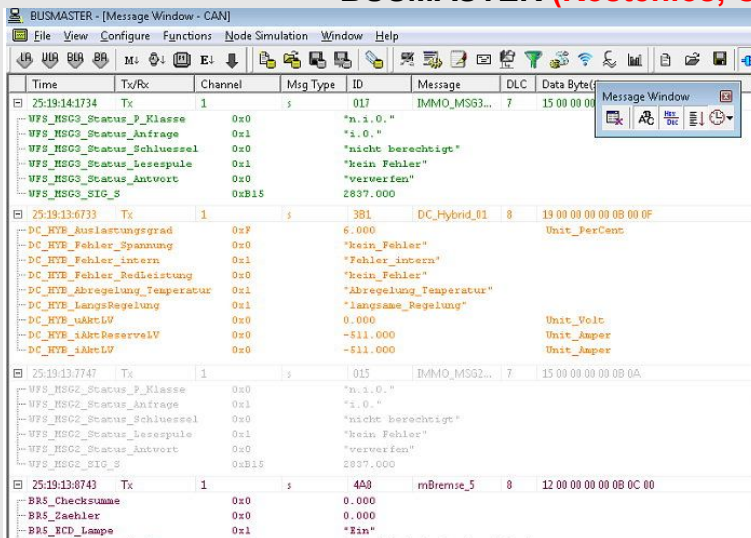 BUSMASTER (Kostenlos,
BUSMASTER - [Message Window - CAN]
File View Configure Functions Node Simulation Window Help
Time Tx/Rx Channel Msg Type ID Message DLC Data Byte(s
Message Window
25:19:14:1734 Tx 1 s 017 IMMO_MSG3... 7 15 00 00 00
WFS_MSG3_Status_P_Klasse 0x0 "n.i.O."
WFS_MSG3_Status_Anfrage 0x1 "i.O."
WFS_MSG3_Status_Schluessel 0x0 "nicht berechtigt"
WFS_MSG3_Status_Lesespule 0x1 "kein Fehler"
WFS_MSG3_Status_Antwort 0x0 "verwerfen"
WFS_MSG3_SIG_S 0xB15 2837.000
25:19:13:6733 Tx 1 s 3B1 DC_Hybrid_01 8 19 00 00 00 00 0B 00 0F
DC_HYB_Auslastungsgrad 0xF 6.000 Unit_PerCent
DC_HYB_Fehler_Spannung 0x0 "kein_Fehler"
DC_HYB_Fehler_intern 0x1 "Fehler_intern"
DC_HYB_Fehler_RedLeistung 0x0 "kein_Fehler"
DC_HYB_Abregelung_Temperatur 0x1 "Abregelung_Temperatur"
DC_HYB_LangsRegelung 0x1 "langsame_Regelung"
DC_HYB_uAktLV 0x0 0.000 Unit_Volt
DC_HYB_iAktReserveLV 0x0 -511.000 Unit_Amper
DC_HYB_iAktLV 0x0 -511.000 Unit_Amper
25:19:13:7747 Tx 1 s 015 IMMO_MSG2... 7 15 00 00 00 00 0B 0A
WFS_MSG2_Status_P_Klasse 0x0 "n.i.O."
WFS_MSG2_Status_Anfrage 0x1 "i.O."
WFS_MSG2_Status_Schluessel 0x0 "nicht berechtigt"
WFS_MSG2_Status_Lesespule 0x1 "kein Fehler"
WFS_MSG2_Status_Antwort 0x0 "verwerfen"
WFS_MSG2_SIG_S 0xB15 2837.000
25:19:13:8743 Tx 1 s 4A8 mBremse_5 8 12 00 00 00 00 0B 0C 00
BR5_Checksumme 0x0 0.000
BR5_Zaehler 0x0 0.000
BR5_ECD_Lampe 0x1 "Ein"